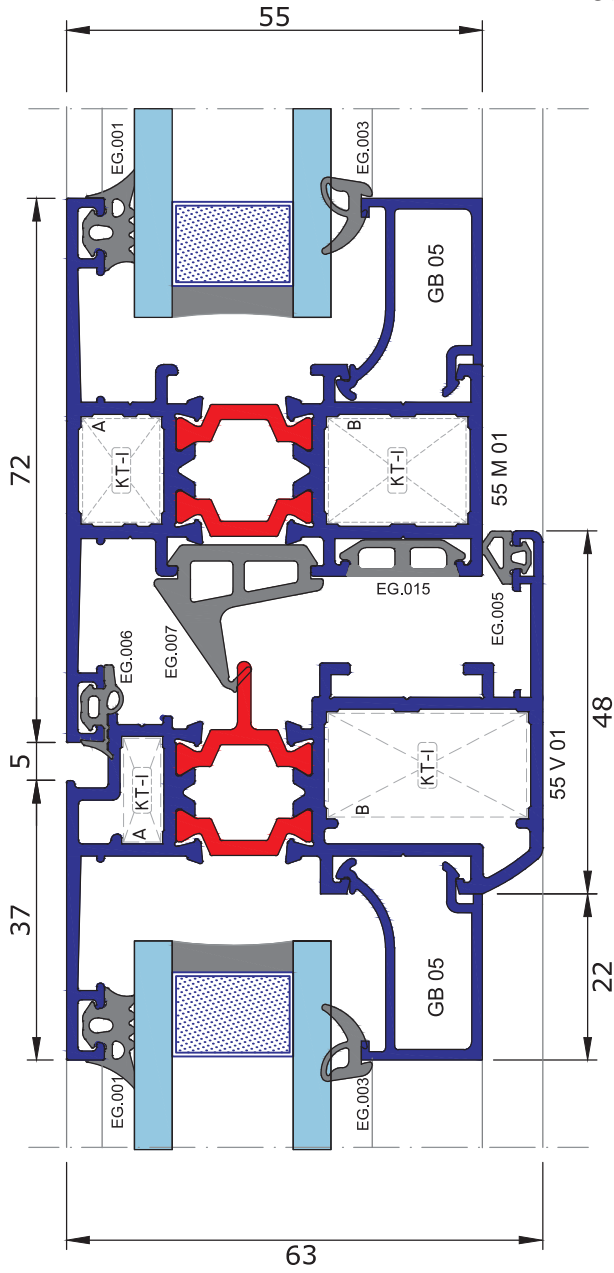 55
EG.001
EG.003
GB 05
72
A
KT-I
B
KT-I
55 M 01
EG.015
EG.005
EG.006
EG.007
48
5
KT-I
A
KT-I
B
55 V 01
37
GB 05
22
EG.001
EG.003
63